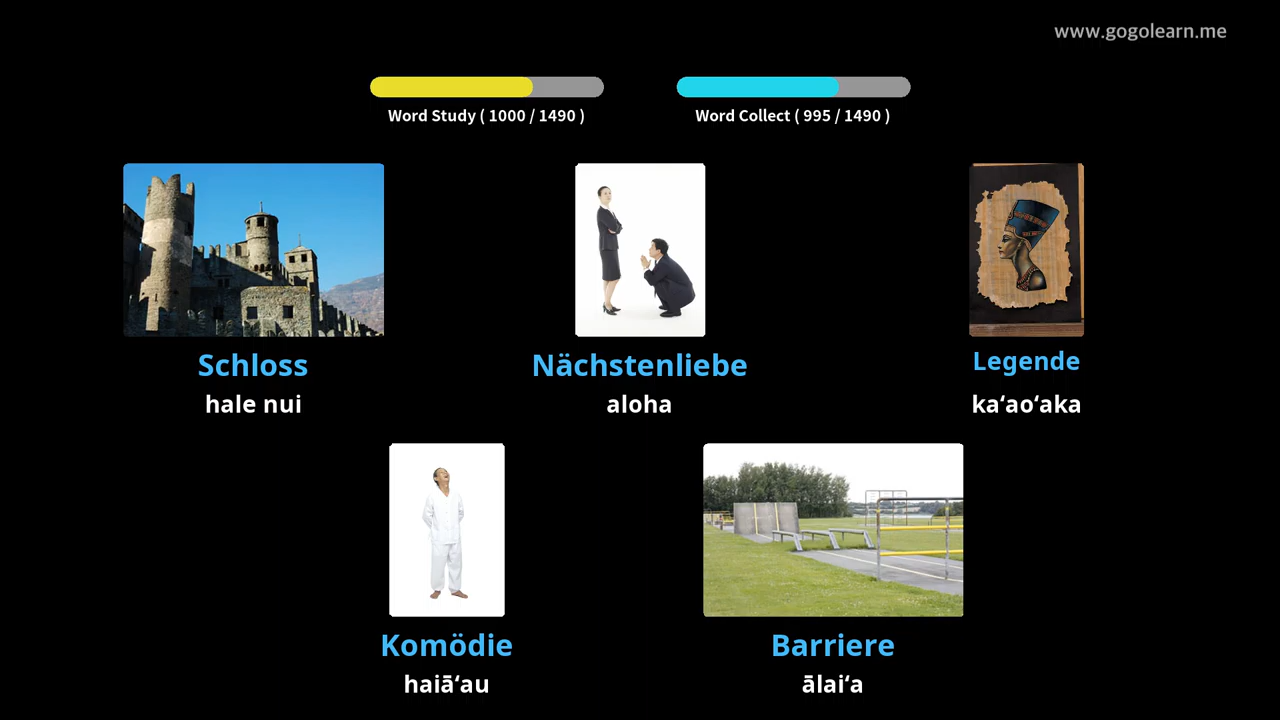 www.gogolearn.me
Word Study ( 1000 / 1490 )
Word Collect ( 995 / 1490 )
Schloss
hale nui
Nächstenliebe
aloha
Legende
kaʻaoʻaka
Komödie
haiāʻau
Barriere
ālaiʻa